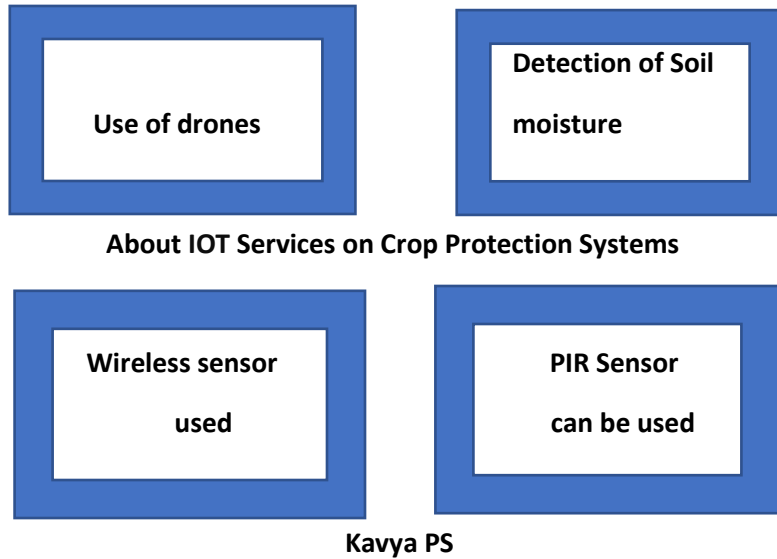 Use of drones
Detection of Soil
moisture
About IOT Services on Crop Protection Systems
Wireless sensor
used
PIR Sensor
can be used
Kavya PS